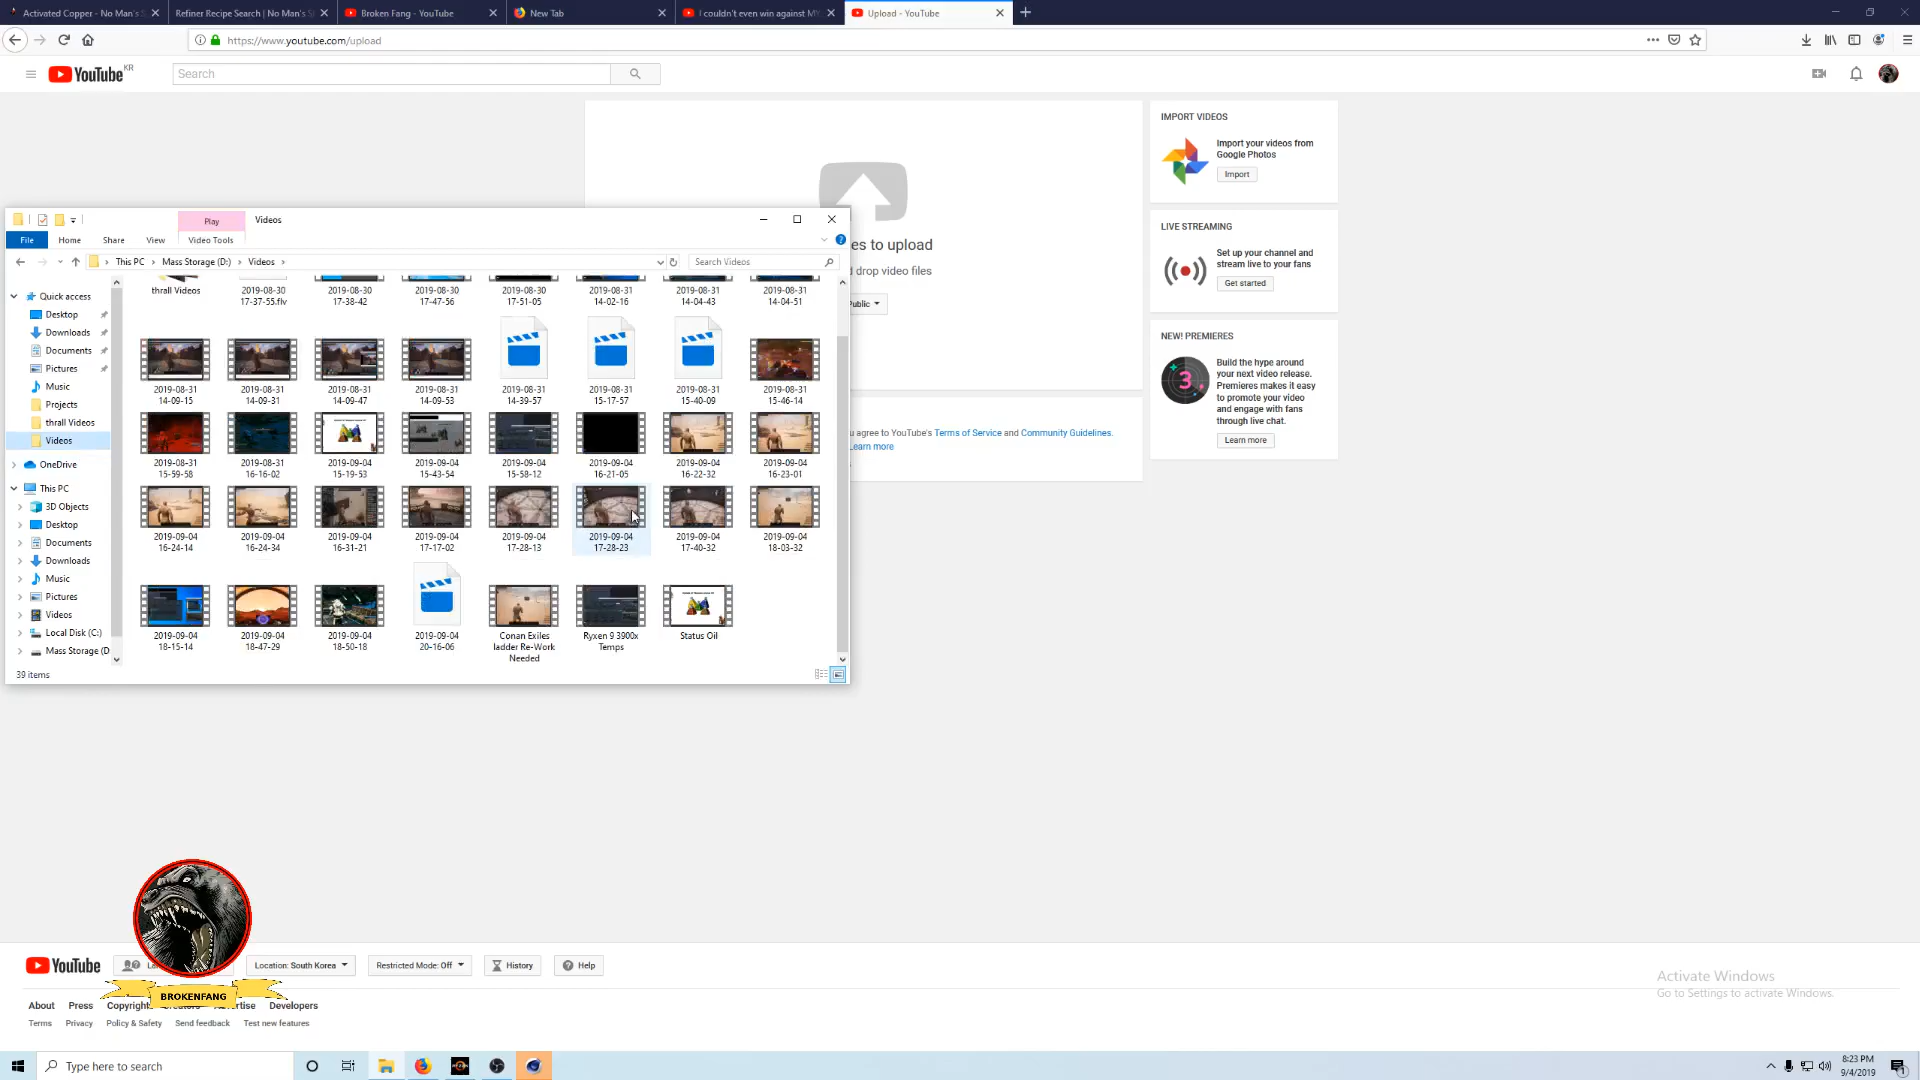 Activated Copper - No Man's S
Refiner Recipe Search | No Man's S
Broken Fang - YouTube
New Tab
I couldn't even win against MY
Upload - YouTube
https://www.youtube.com/upload
YouTube KR
Search
IMPORT VIDEOS
Import your videos from
Google Photos
Import
LIVE STREAMING
Set up your channel and
stream live to your fans
Get started
NEW! PREMIERES
Build the hype around
your next video release.
Premieres makes it easy
to promote your video
and engage with fans
through live chat.
Learn more
es to upload
d drop video files
Public
u agree to YouTube's Terms of Service and Community Guidelines.
Learn more
Play
Videos
File
Home
Share
View
Video Tools
This PC
Mass Storage (D:)
Videos
Search Videos
Quick access
Desktop
Downloads
Documents
Pictures
Music
Projects
thrall Videos
Videos
OneDrive
This PC
3D Objects
Desktop
Documents
Downloads
Music
Pictures
Videos
Local Disk (C:)
Mass Storage (D
thrall Videos
2019-08-30
17-37-55.flv
2019-08-30
17-38-42
2019-08-30
17-47-56
2019-08-30
17-51-05
2019-08-31
14-02-16
2019-08-31
14-04-43
2019-08-31
14-04-51
2019-08-31
14-09-15
2019-08-31
14-09-31
2019-08-31
14-09-47
2019-08-31
14-09-53
2019-08-31
14-39-57
2019-08-31
15-17-57
2019-08-31
15-40-09
2019-08-31
15-46-14
2019-08-31
15-59-58
2019-08-31
16-16-02
2019-09-04
15-19-53
2019-09-04
15-43-54
2019-09-04
15-58-12
2019-09-04
16-21-05
2019-09-04
16-22-32
2019-09-04
16-23-01
2019-09-04
16-24-14
2019-09-04
16-24-34
2019-09-04
16-31-21
2019-09-04
17-17-02
2019-09-04
17-28-13
2019-09-04
17-28-23
2019-09-04
17-40-32
2019-09-04
18-03-32
2019-09-04
18-15-14
2019-09-04
18-47-29
2019-09-04
18-50-18
2019-09-04
20-16-06
Conan Exiles
ladder Re-Work
Needed
Ryxen 9 3900x
Temps
Status Oil
39 items
YouTube
Location: South Korea
Restricted Mode: Off
History
Help
BROKENFANG
About
Press
Copyright
Creators
Advertise
Developers
Terms
Privacy
Policy & Safety
Send feedback
Test new features
Activate Windows
Go to Settings to activate Windows.
Type here to search
8:23 PM
9/4/2019